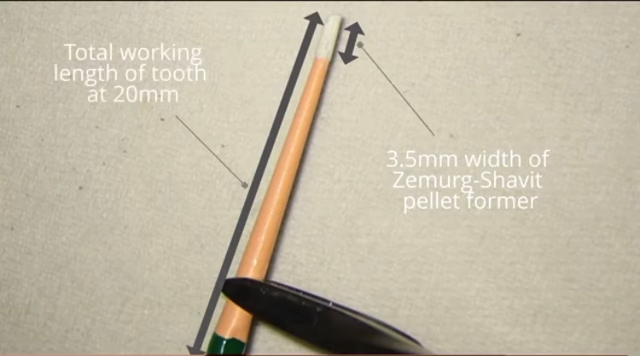 Total working
length of tooth
at 20mm
3.5mm width of
Zemurg-Shavit
pellet former